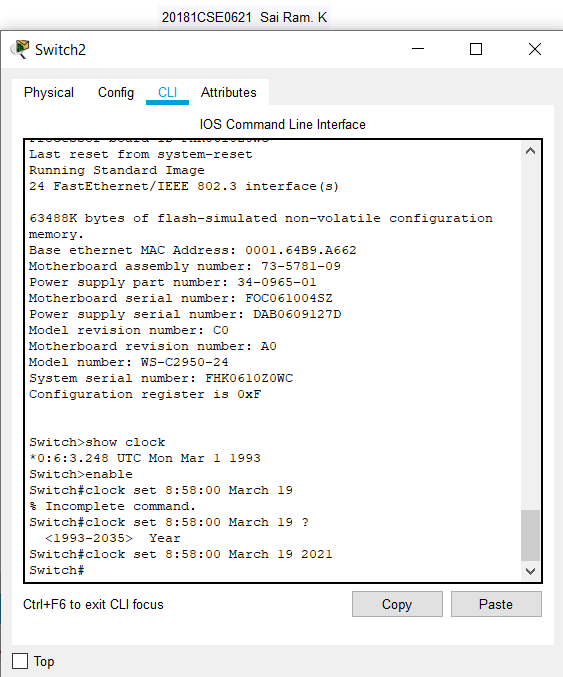 20181CSE0621 Sai Ram. K
Switch2
Physical Config CLI Attributes
IOS Command Line Interface
Last reset from system-reset
Running Standard Image
24 FastEthernet/IEEE 802.3 interface(s)
63488K bytes of flash-simulated non-volatile configuration
memory.
Base ethernet MAC Address: 0001.64B9.A662
Motherboard assembly number: 73-5781-09
Power supply part number: 34-0965-01
Motherboard serial number: FOC061004SZ
Power supply serial number: DAB0609127D
Model revision number: C0
Motherboard revision number: A0
Model number: WS-C2950-24
System serial number: FHK0610Z0WC
Configuration register is 0xF
Switch>show clock
*0:6:3.248 UTC Mon Mar 1 1993
Switch>enable
Switch#clock set 8:58:00 March 19
% Incomplete command.
Switch#clock set 8:58:00 March 19 ?
<1993-2035> Year
Switch#clock set 8:58:00 March 19 2021
Switch#
Ctrl+F6 to exit CLI focus Copy Paste
Top